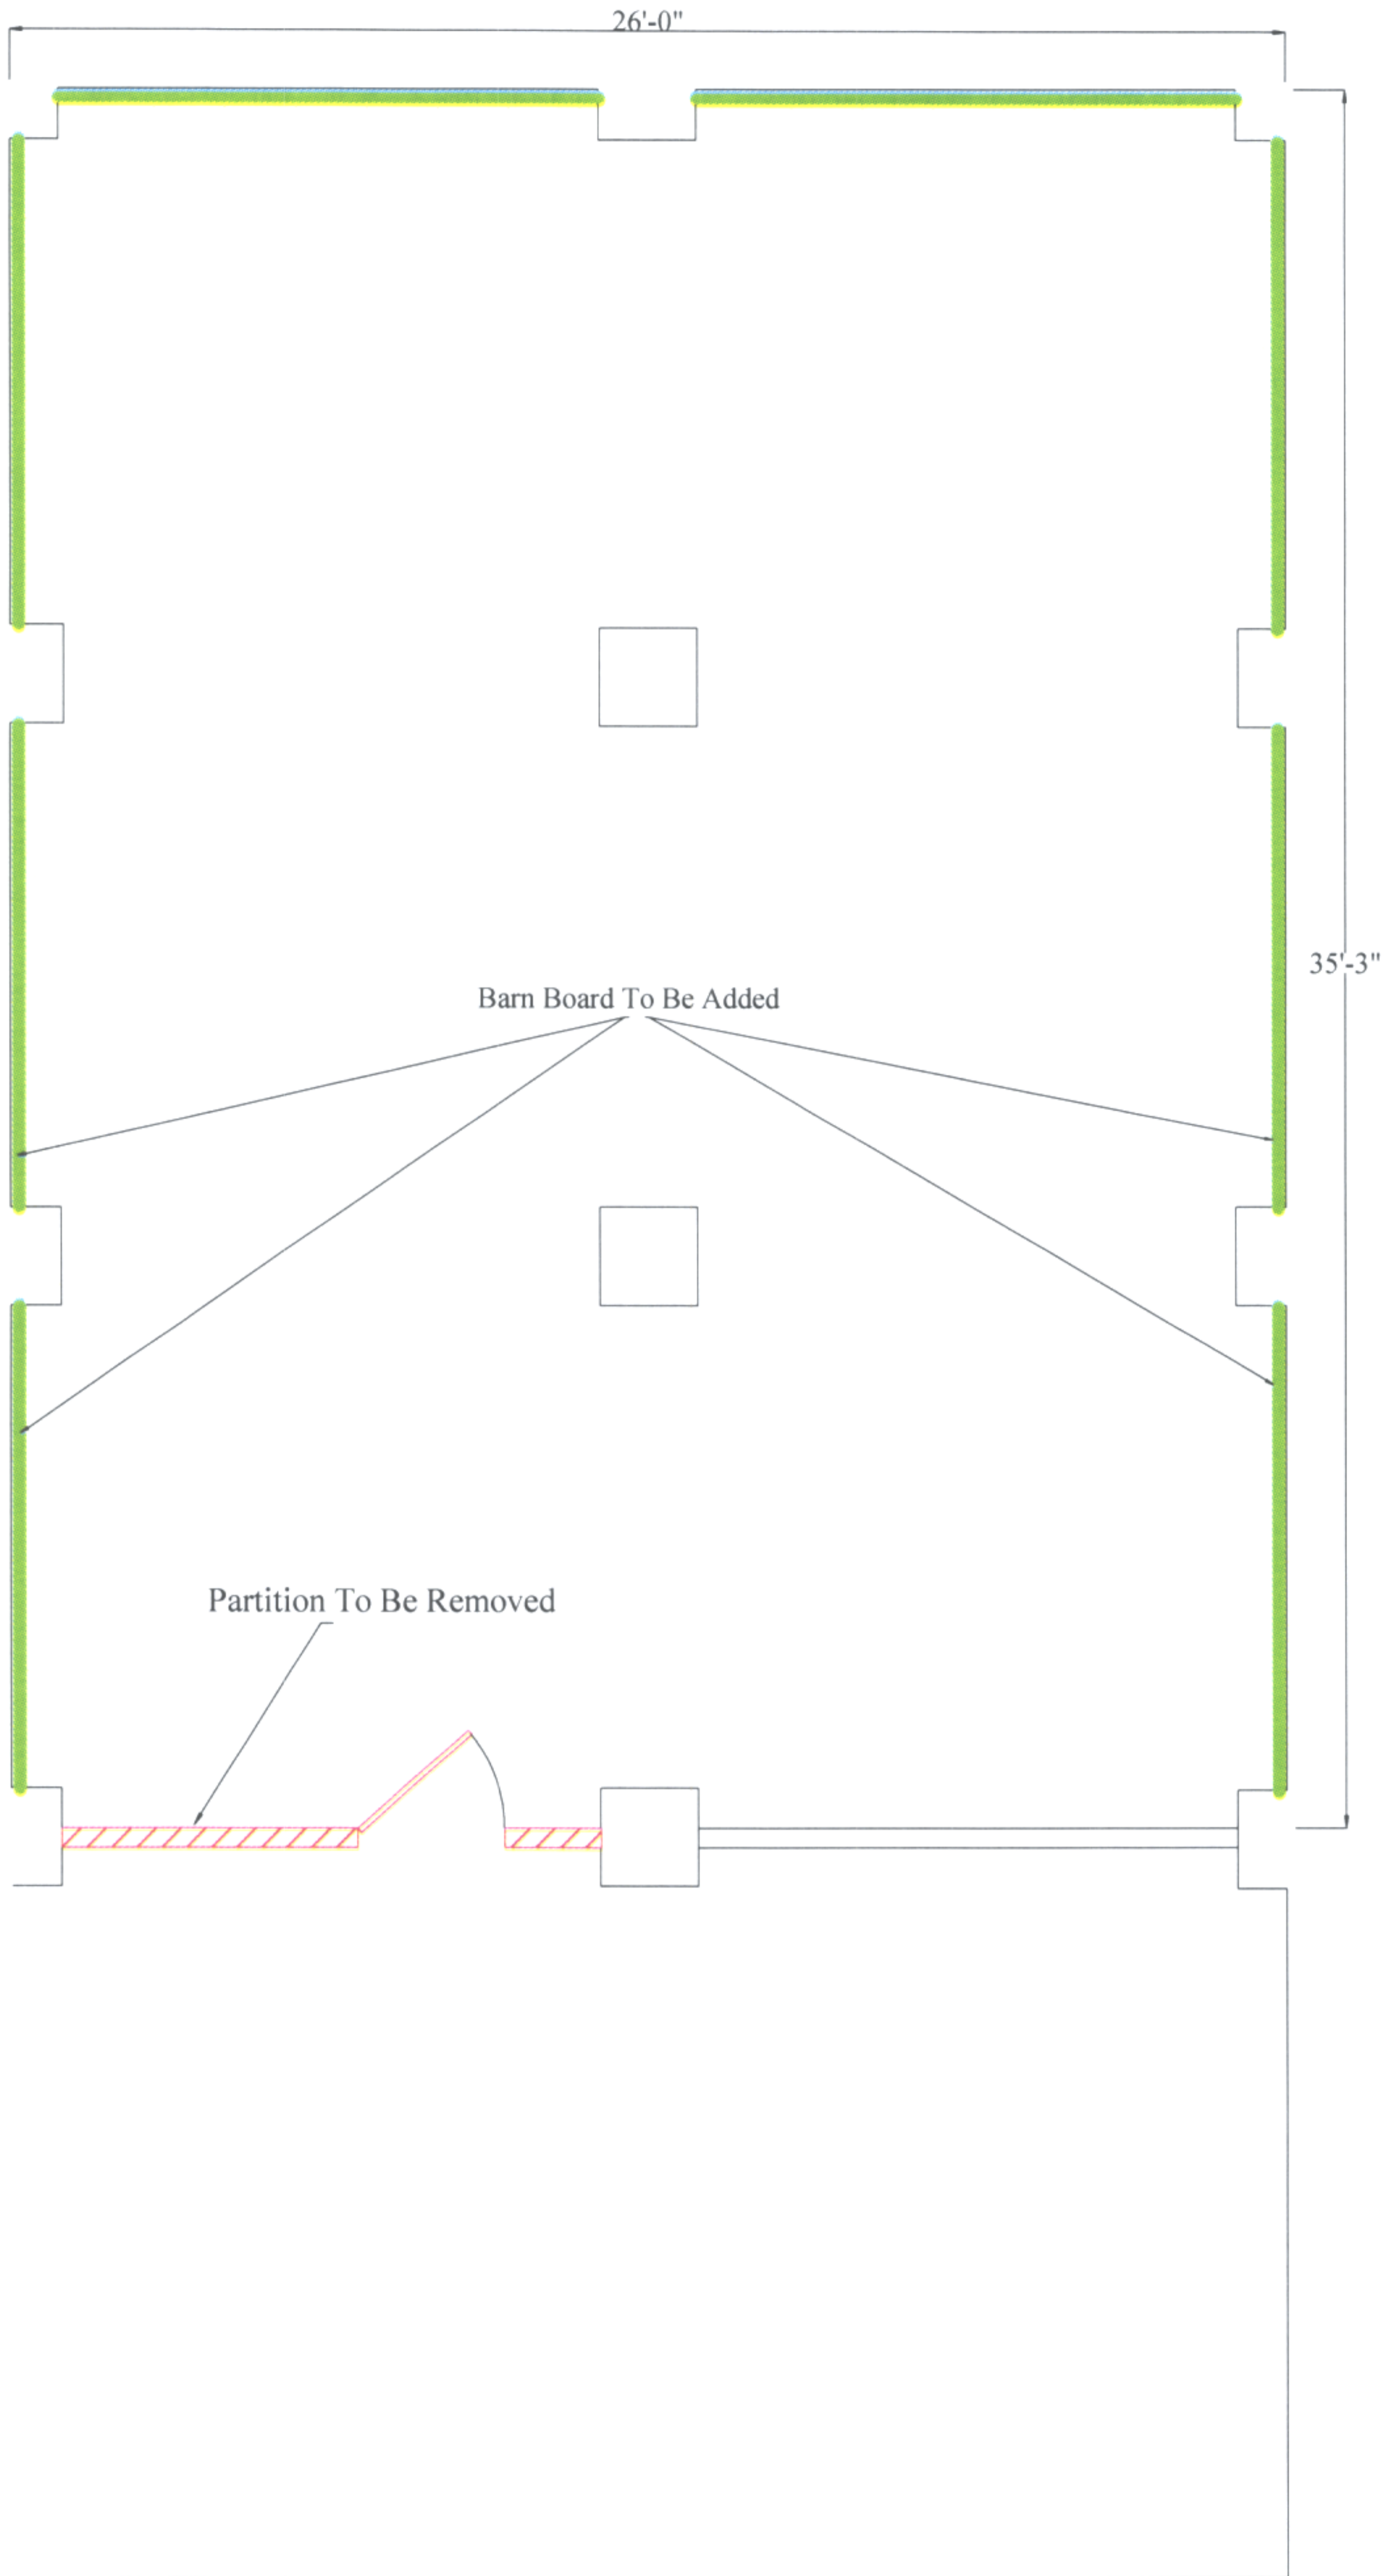 26'-0"
35'-3"
Barn Board To Be Added
Partition To Be Removed